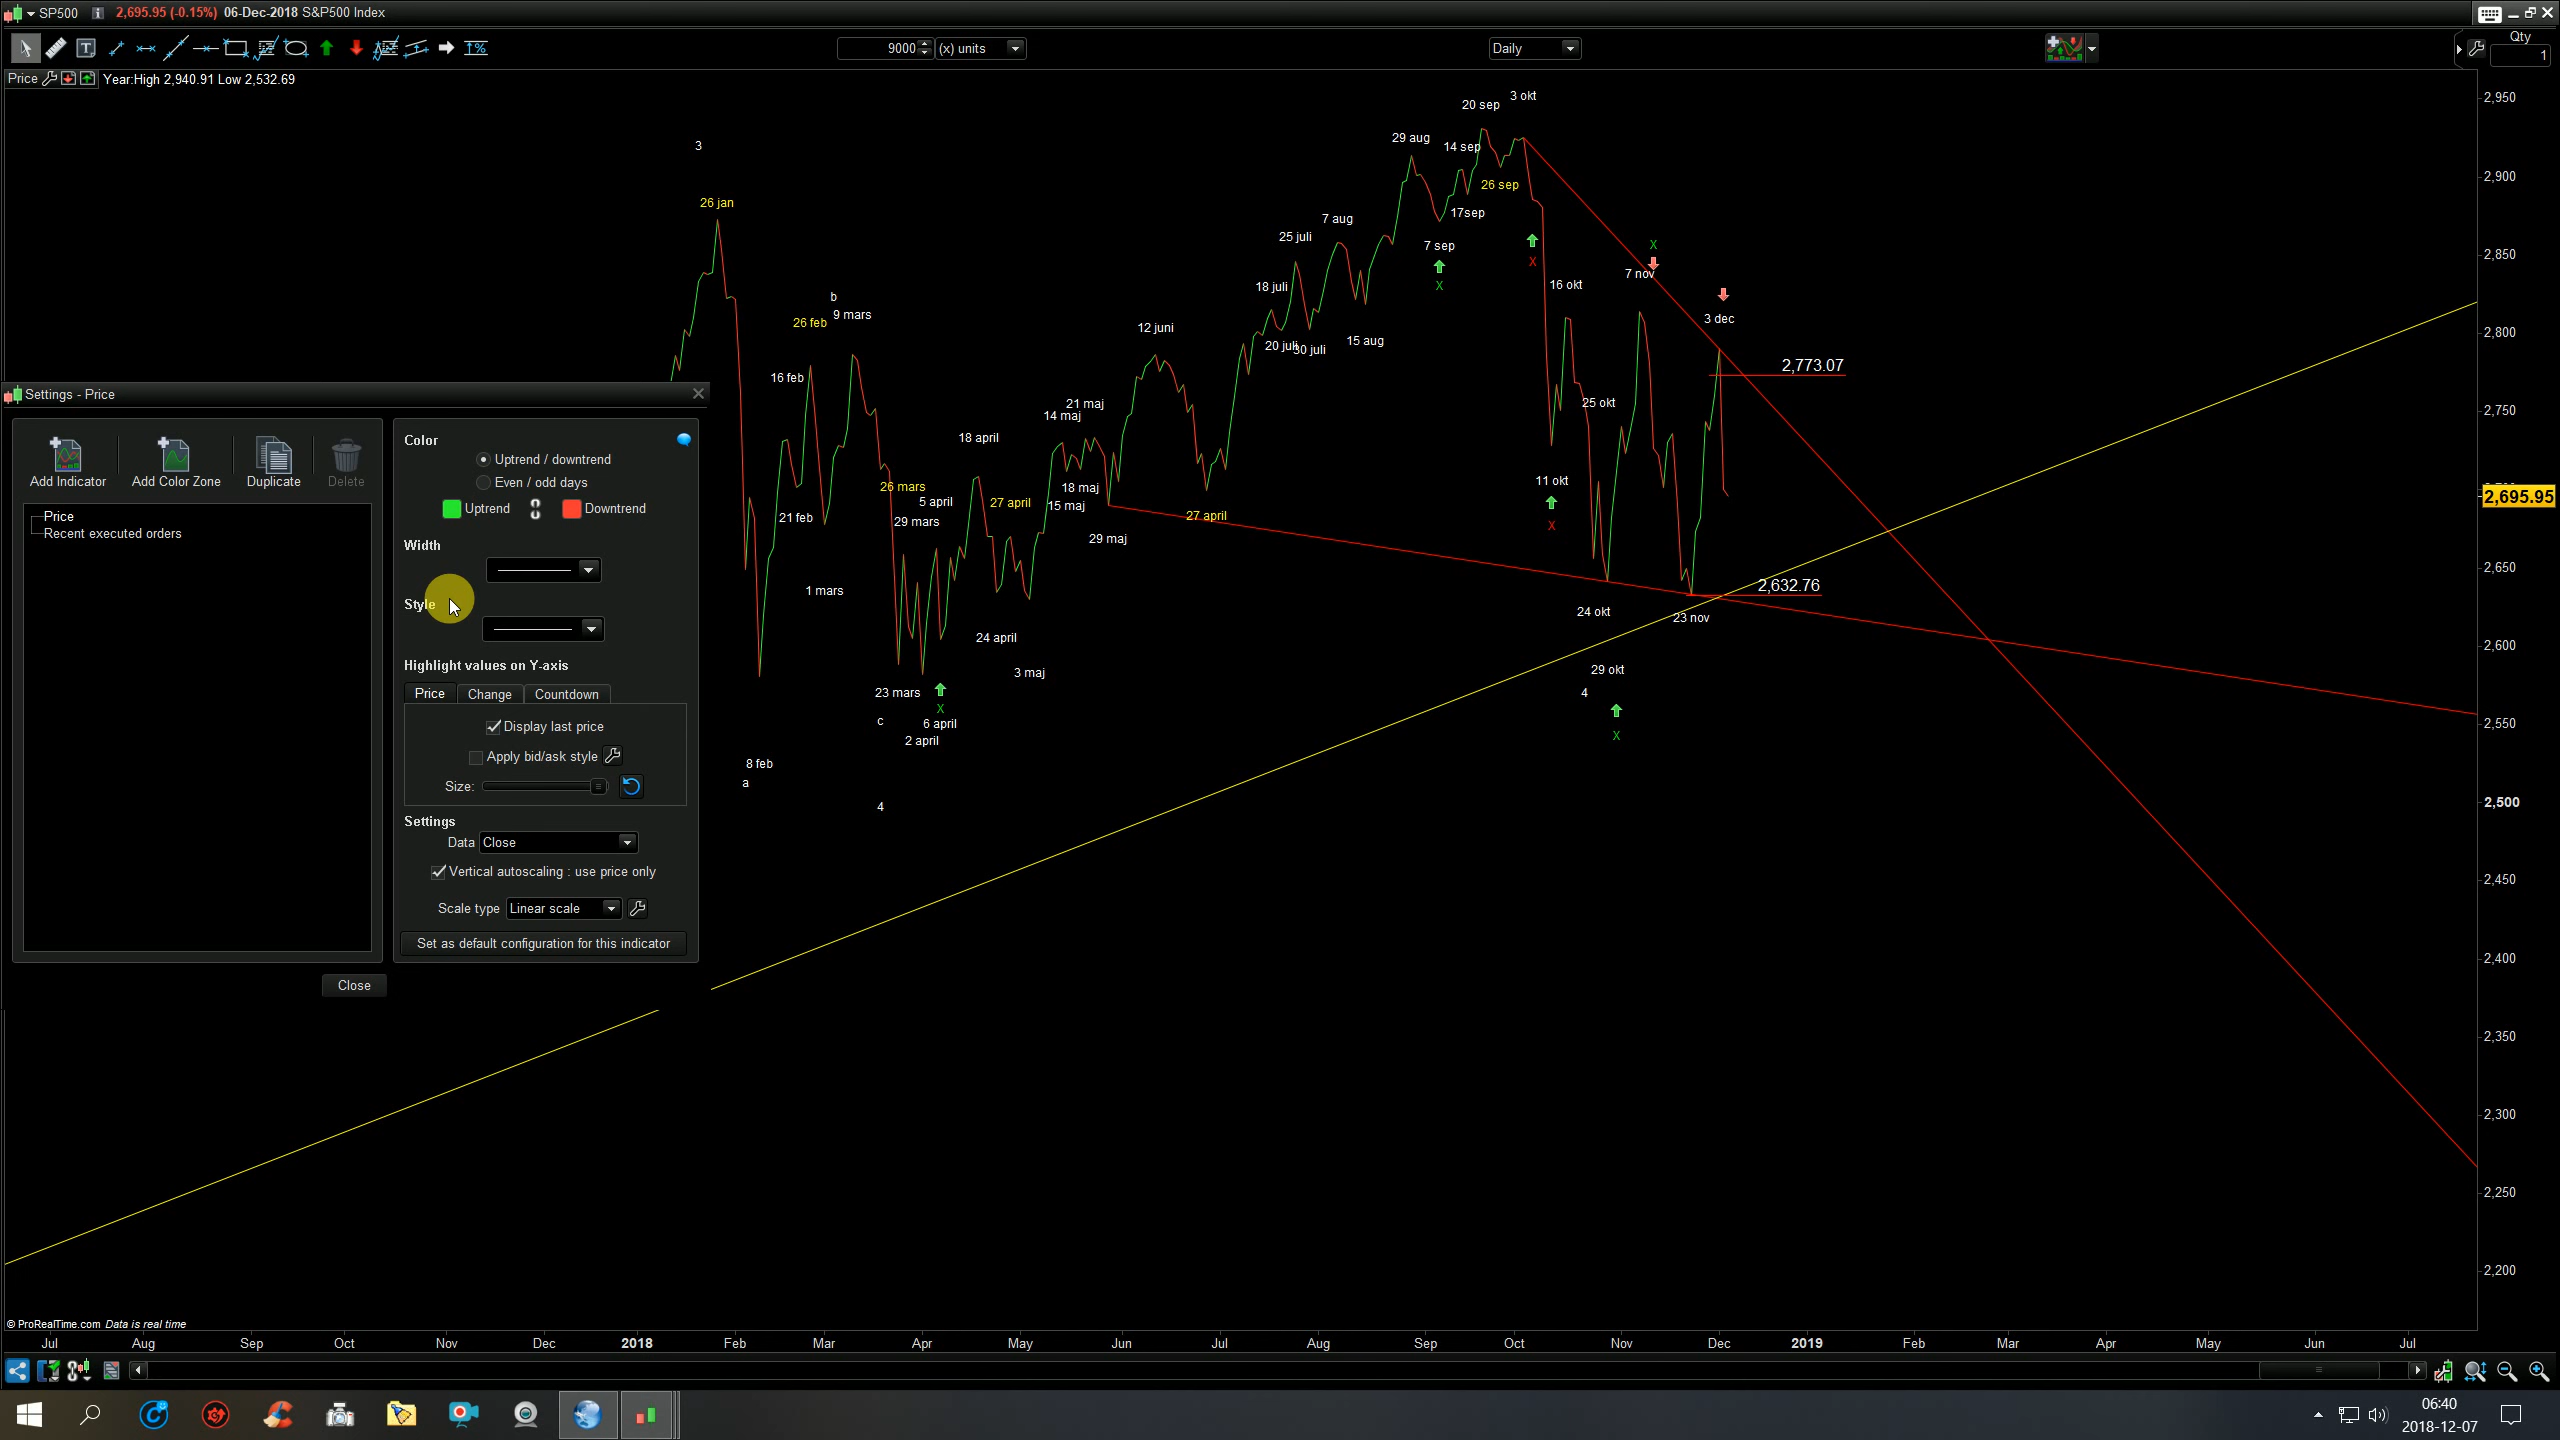 SP500 2,695.95 (-0.15%) 06-Dec-2018 S&P500 Index
9000 (x) units
Daily
Qty
1
Price Year:High 2,940.91 Low 2,532.69
3
26 jan
b
9 mars
26 feb
16 feb
21 feb
1 mars
8 feb
a
26 mars
5 april
29 mars
23 mars
c
X
6 april
2 april
4
18 april
27 april
24 april
3 maj
21 maj
14 maj
18 maj
15 maj
29 maj
12 juni
27 april
18 juli
25 juli
20 juli
30 juli
7 aug
15 aug
29 aug
14 sep
20 sep
3 okt
26 sep
17sep
7 sep
X
X
16 okt
25 okt
11 okt
X
24 okt
29 okt
4
X
X
7 nov
3 dec
23 nov
2,773.07
2,632.76
2,950
2,900
2,850
2,800
2,750
2,695.95
2,650
2,600
2,550
2,500
2,450
2,400
2,350
2,300
2,250
2,200
Settings - Price
Add Indicator
Add Color Zone
Duplicate
Delete
Price
Recent executed orders
Color
Uptrend / downtrend
Even / odd days
Uptrend
Downtrend
Width
Style
Highlight values on Y-axis
Price
Change
Countdown
Display last price
Apply bid/ask style
Size:
Settings
Data Close
Vertical autoscaling : use price only
Scale type Linear scale
Set as default configuration for this indicator
Close
© ProRealTime.com Data is real time
Jul Aug Sep Oct Nov Dec 2018 Feb Mar Apr May Jun Jul Aug Sep Oct Nov Dec 2019 Feb Mar Apr May Jun Jul
06:40
2018-12-07